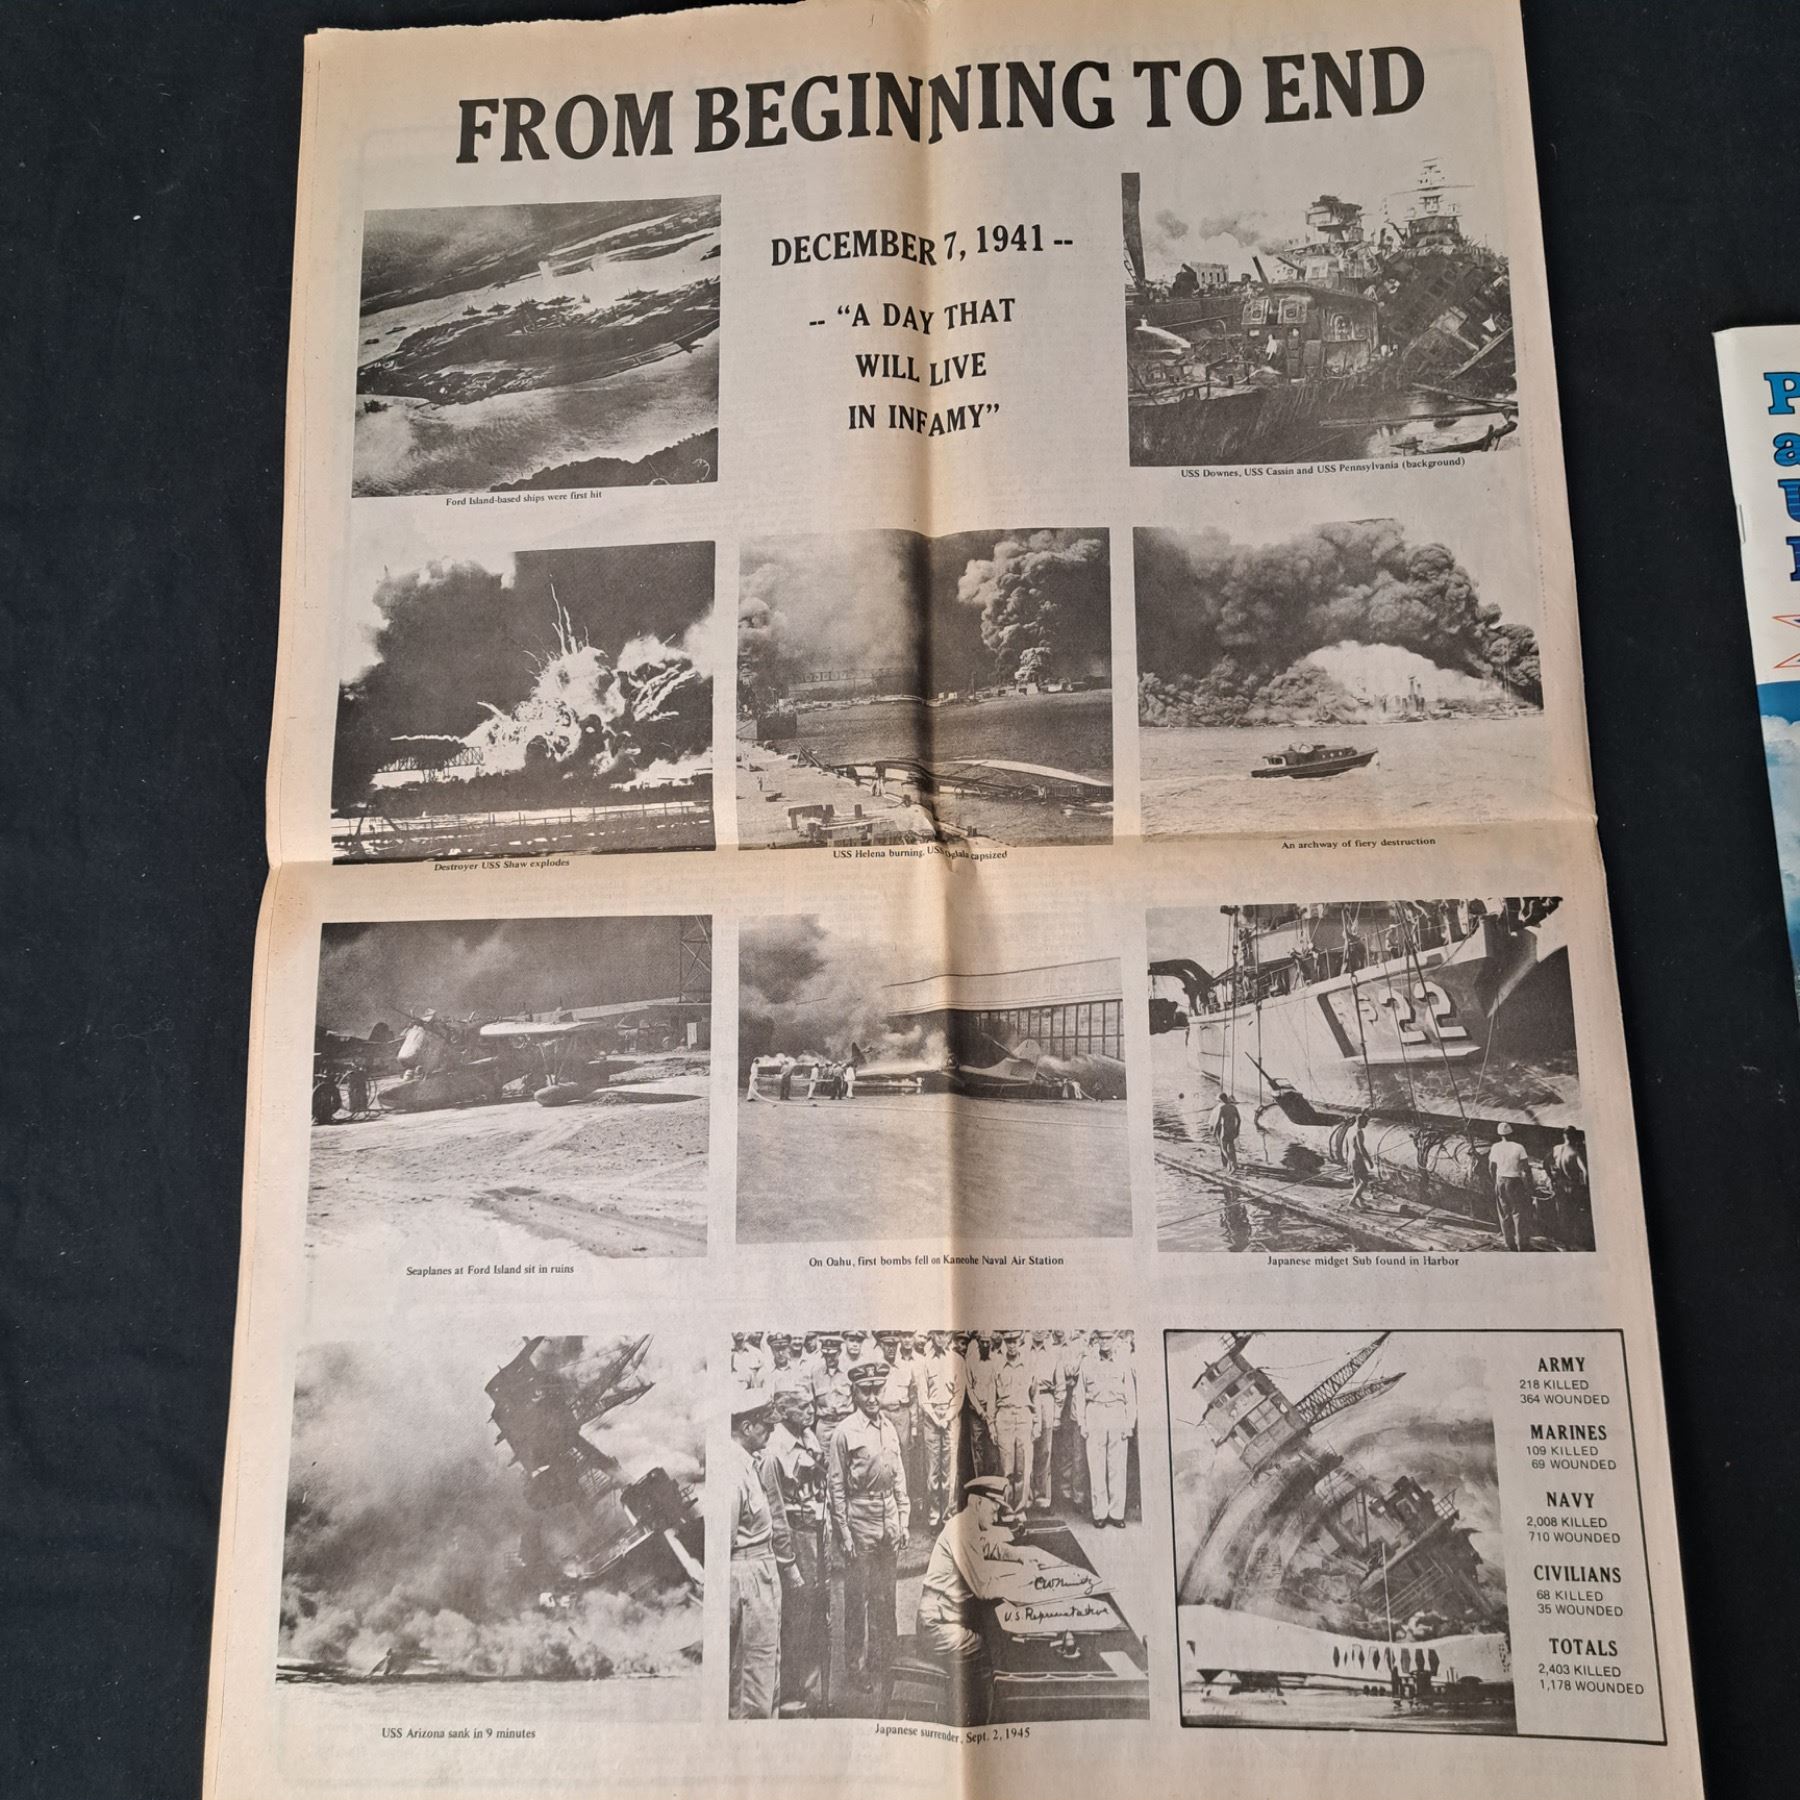 FROM BEGINNING TO END
DECEMBER 7, 1941 --
-- “A DAY THAT
WILL LIVE
IN INFAMY”
Ford Island-based ships were first hit
USS Downes, USS Cassin and USS Pennsylvania (background)
Destroyer USS Shaw explodes
USS Helena burning, USS Oglala capsized
An archway of fiery destruction
22
Seaplanes at Ford Island sit in ruins
On Oahu, first bombs fell on Kaneohe Naval Air Station
Japanese midget Sub found in Harbor
CWNimitz
U.S. Representative
USS Arizona sank in 9 minutes
Japanese surrender, Sept. 2, 1945
ARMY
218 KILLED
364 WOUNDED
MARINES
109 KILLED
69 WOUNDED
NAVY
2,008 KILLED
710 WOUNDED
CIVILIANS
68 KILLED
35 WOUNDED
TOTALS
2,403 KILLED
1,178 WOUNDED
P
a